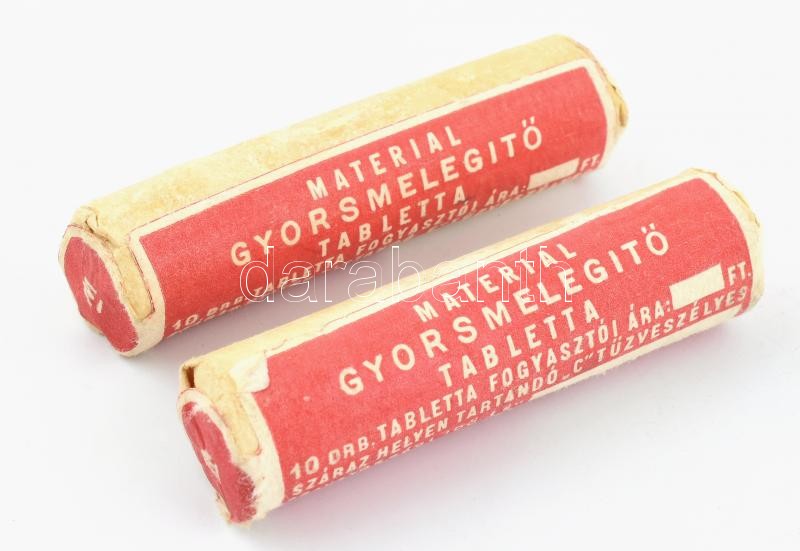 MATERIAL
GYORSMELEGITŐ
TABLETTA
10 DRB. TABLETTA FOGYASZTÓI ÁRA: FT.
MATERIAL
GYORSMELEGITŐ
TABLETTA
10 DRB. TABLETTA FOGYASZTÓI ÁRA: FT.
SZÁRAZ HELYEN TARTANDÓ „C" TŰZVESZÉLYES
darabanth